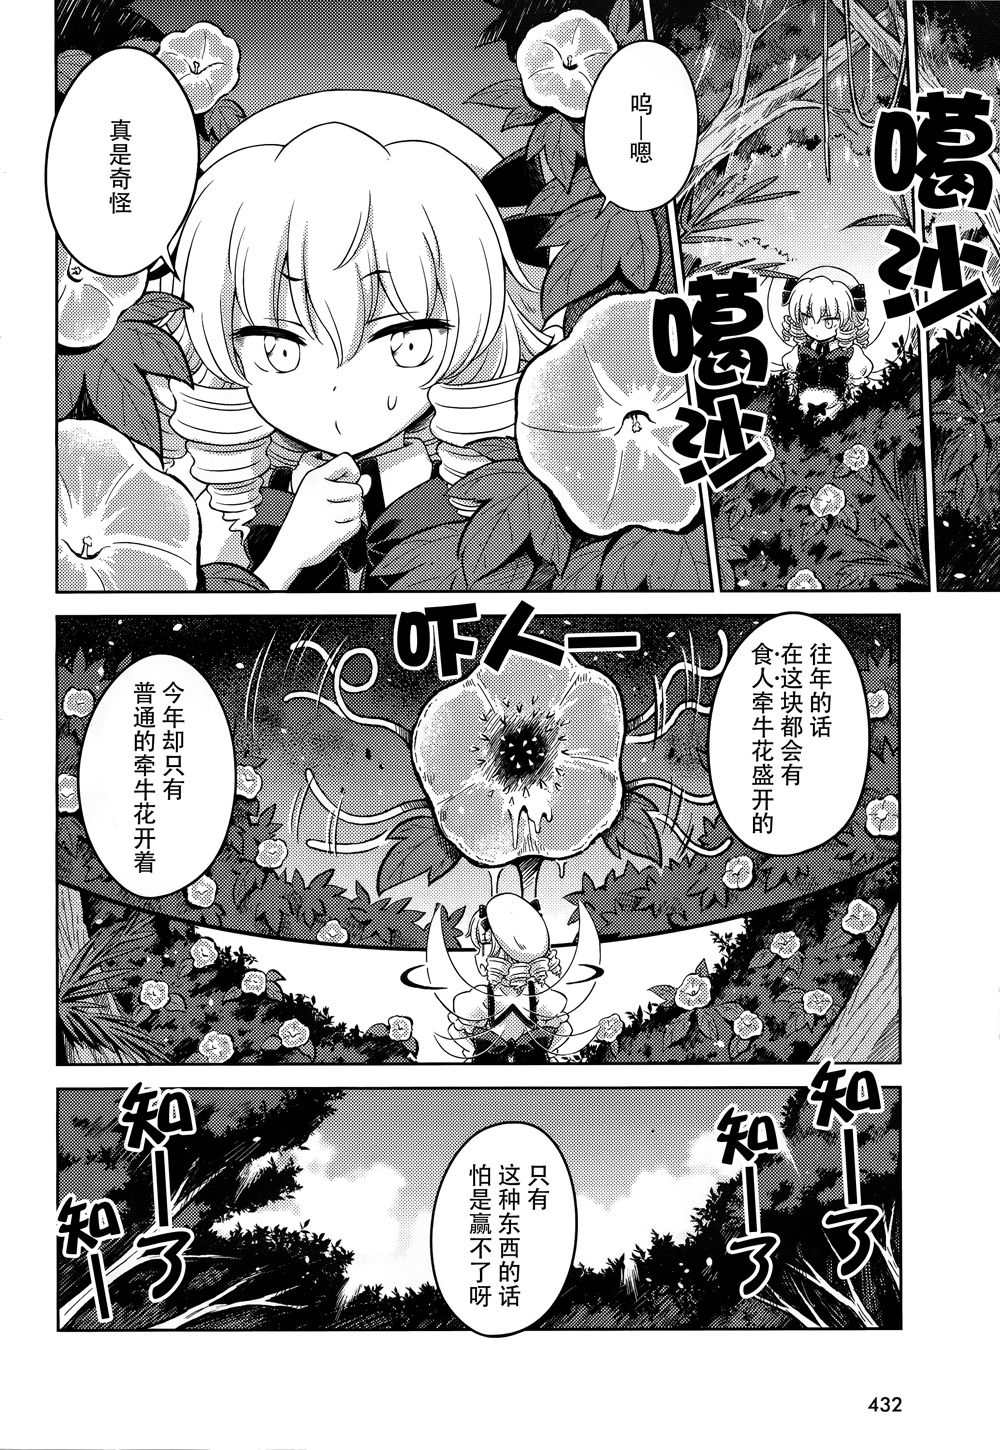 噶沙
噶沙
呜—嗯
真是奇怪
往年的话
在这块都会有
食人牵牛花盛开的
吓人—
今年却只有
普通的牵牛花开着
知—了
知—了
只有
这种东西的话
怕是赢不了呀
知—了
知—
432